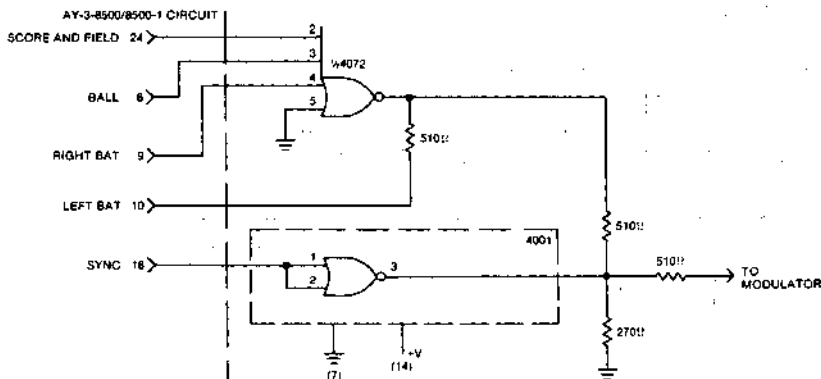 AY-3-8500/8500-1 CIRCUIT
SCORE AND FIELD 24
2
3
½4072
4
5
BALL 6
510Ω
RIGHT BAT 9
LEFT BAT 10
4001
510Ω
SYNC 16
1
2
3
510Ω
TO
MODULATOR
270Ω
+V
(7)
(14)